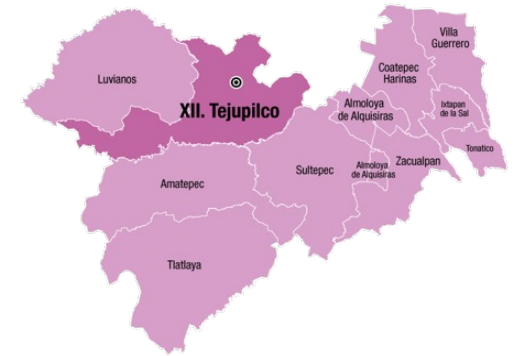 Villa
Guerrero
Coatepec
Harinas
Luvianos
XII. Tejupilco
Almoloya
de Alquisiras
Ixtapan
de la Sal
Tonatico
Sultepec
Almoloya
de Alquisiras
Zacualpan
Amatepec
Tlatlaya